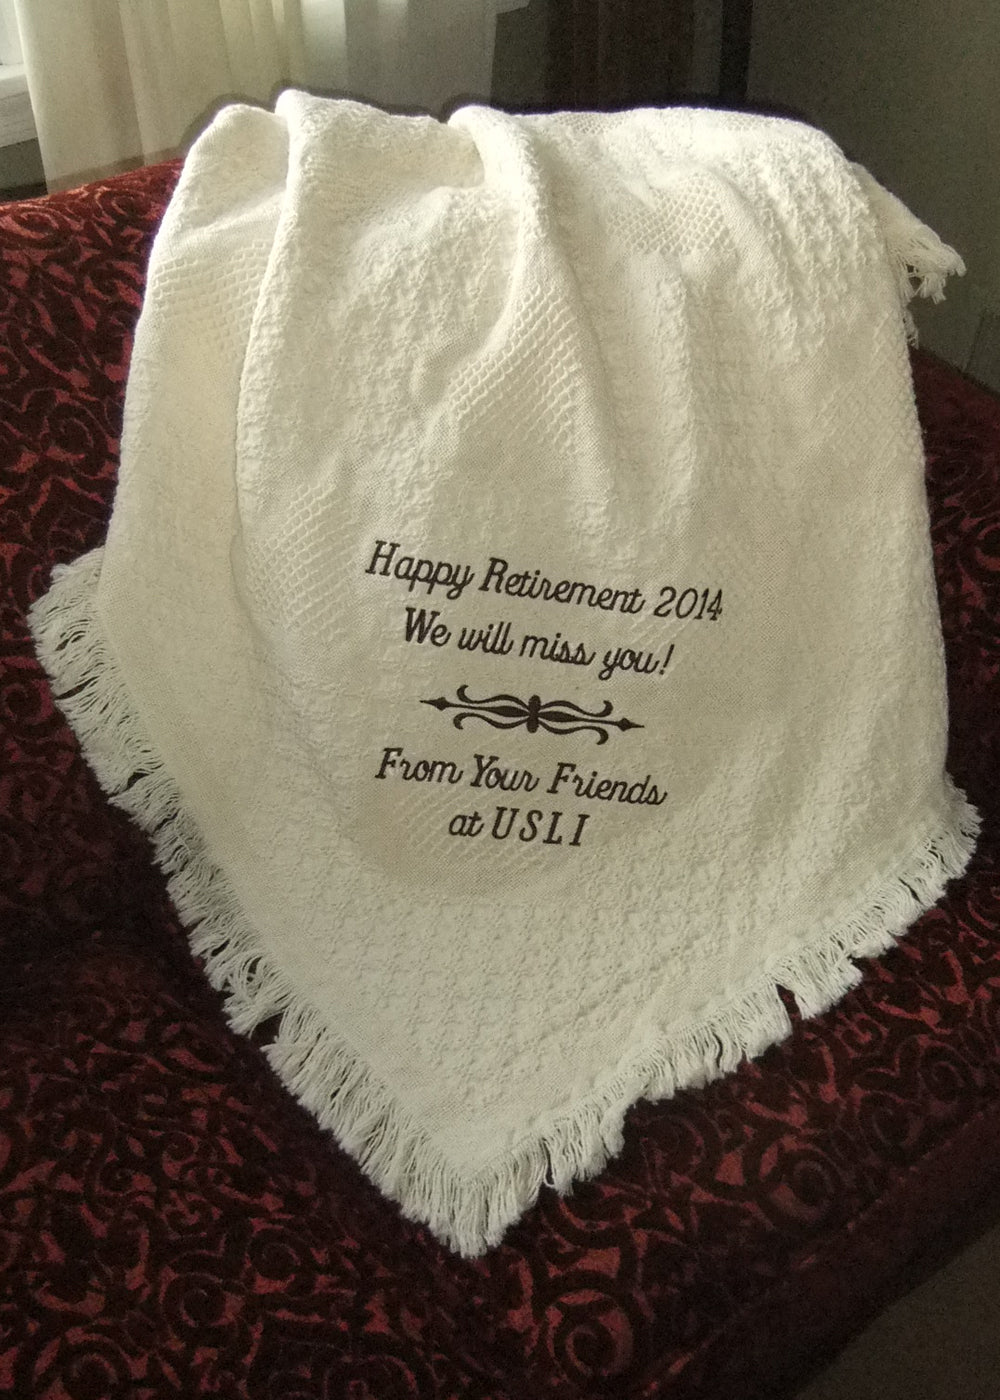 Happy Retirement 2014
We will miss you!
From Your Friends
at USLI